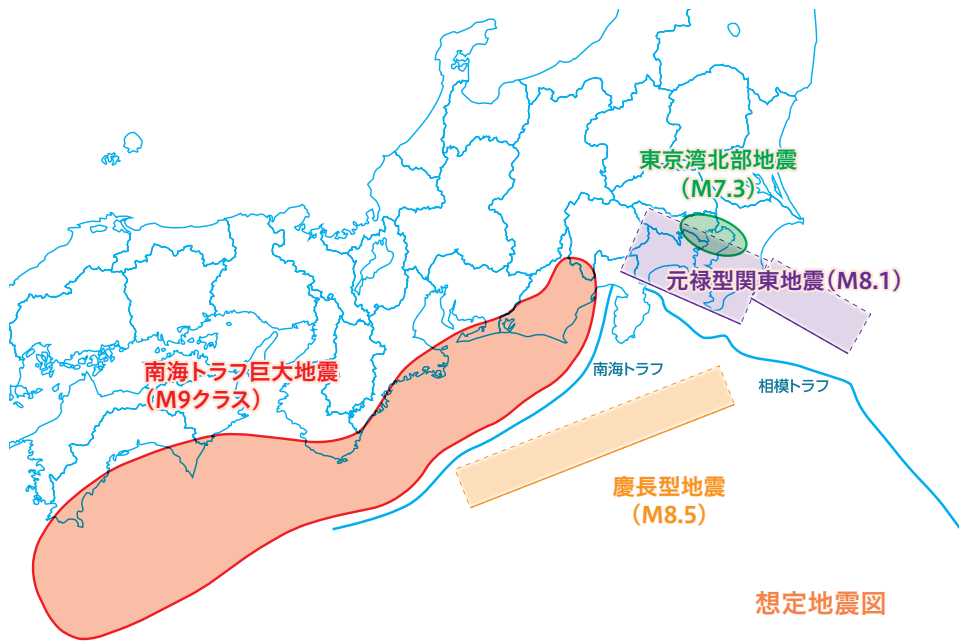 東京湾北部地震
（M7.3）
元禄型関東地震（M8.1）
南海トラフ巨大地震
（M9クラス）
南海トラフ
相模トラフ
慶長型地震
（M8.5）
想定地震図